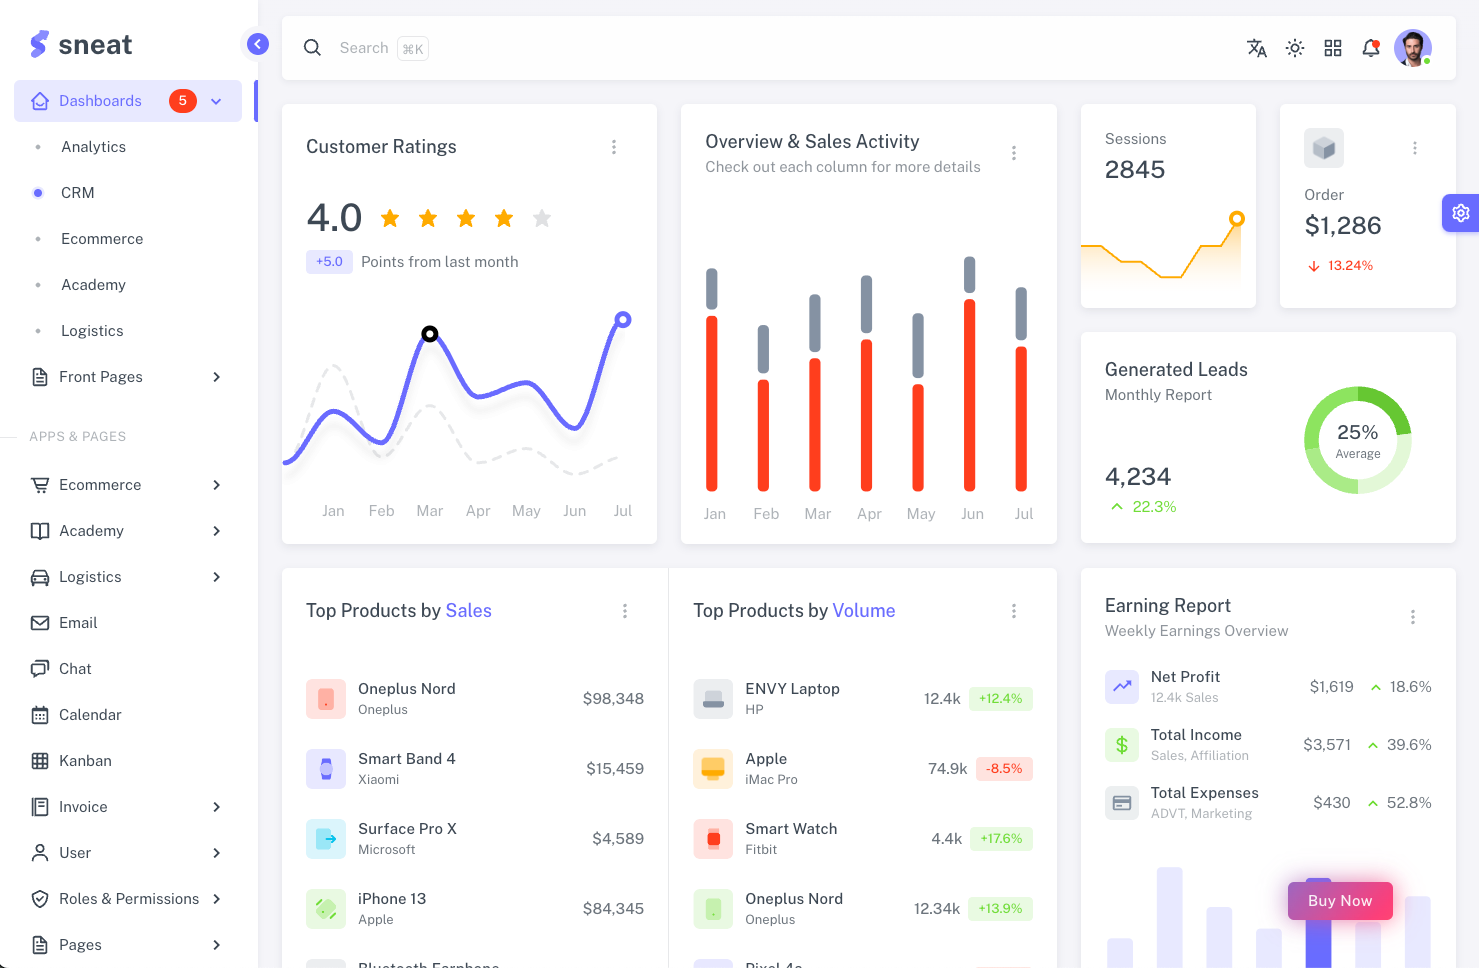 sneat
Dashboards 5
Analytics
CRM
Ecommerce
Academy
Logistics
Front Pages
APPS & PAGES
Ecommerce
Academy
Logistics
Email
Chat
Calendar
Kanban
Invoice
User
Roles & Permissions
Pages
Search ⌘K
Customer Ratings
4.0
+5.0 Points from last month
Jan Feb Mar Apr May Jun Jul
Overview & Sales Activity
Check out each column for more details
Jan Feb Mar Apr May Jun Jul
Sessions
2845
Order
$1,286
13.24%
Generated Leads
Monthly Report
4,234
22.3%
25%
Average
Top Products by Sales
Oneplus Nord
Oneplus
$98,348
Smart Band 4
Xiaomi
$15,459
Surface Pro X
Microsoft
$4,589
iPhone 13
Apple
$84,345
Bluetooth Earphone
Top Products by Volume
ENVY Laptop
HP
12.4k +12.4%
Apple
iMac Pro
74.9k -8.5%
Smart Watch
Fitbit
4.4k +17.6%
Oneplus Nord
Oneplus
12.34k +13.9%
Pixel 4a
Earning Report
Weekly Earnings Overview
Net Profit
12.4k Sales
$1,619 18.6%
Total Income
Sales, Affiliation
$3,571 39.6%
Total Expenses
ADVT, Marketing
$430 52.8%
Buy Now